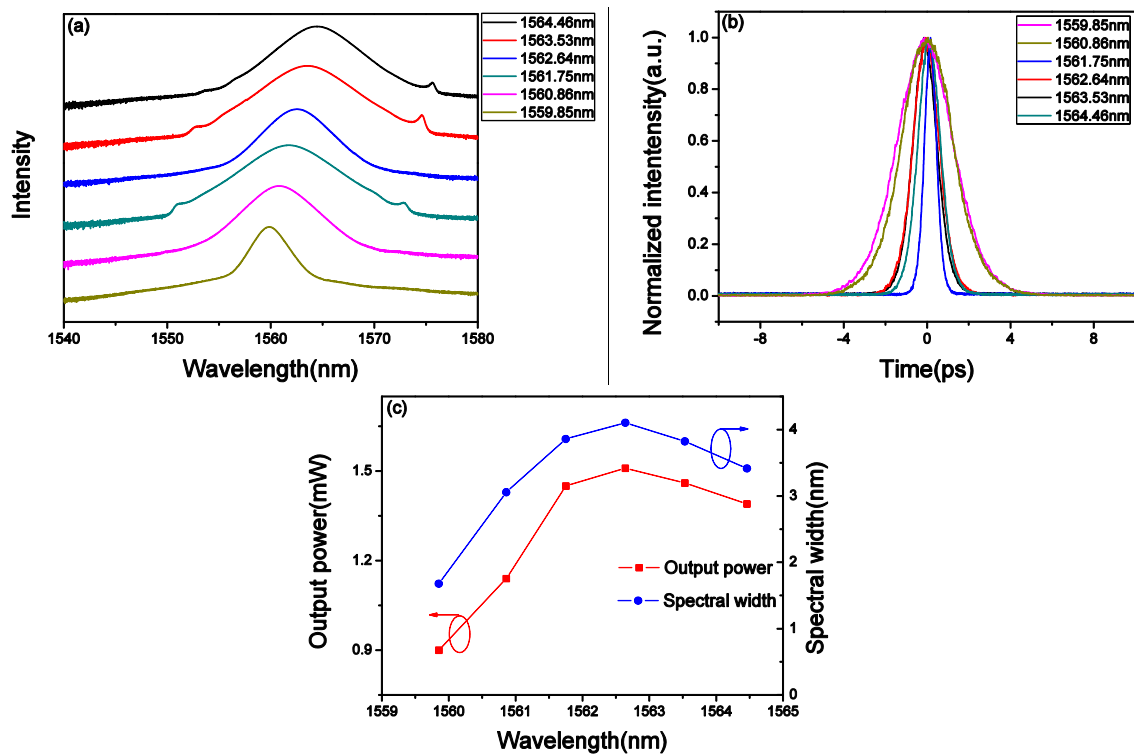 (a)
1564.46nm
1563.53nm
1562.64nm
1561.75nm
1560.86nm
1559.85nm
Intensity
1540 1550 1560 1570 1580
Wavelength(nm)
(b)
1559.85nm
1560.86nm
1561.75nm
1562.64nm
1563.53nm
1564.46nm
Normalized intentensity(a.u.)
1.0
0.8
0.6
0.4
0.2
0.0
-8 -4 0 4 8
Time(ps)
(c)
Output power(mW)
1.5
1.2
0.9
Output power
Spectral width
4
3
2
1
0
Spectral width(nm)
1559 1560 1561 1562 1563 1564 1565
Wavelength(nm)